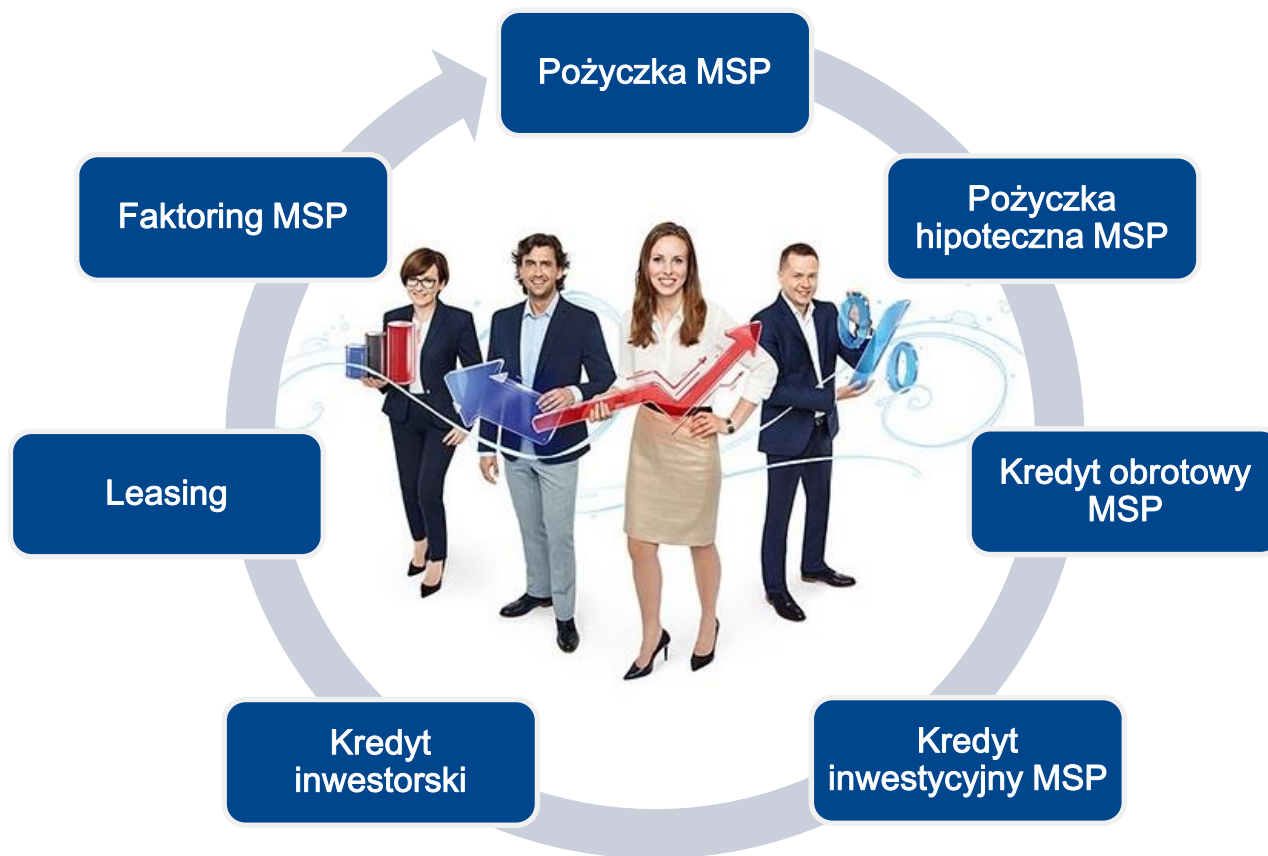 Pożyczka MSP
Pożyczka
hipoteczna MSP
Kredyt obrotowy
MSP
Kredyt
inwestycyjny MSP
Kredyt
inwestorski
Leasing
Faktoring MSP
%